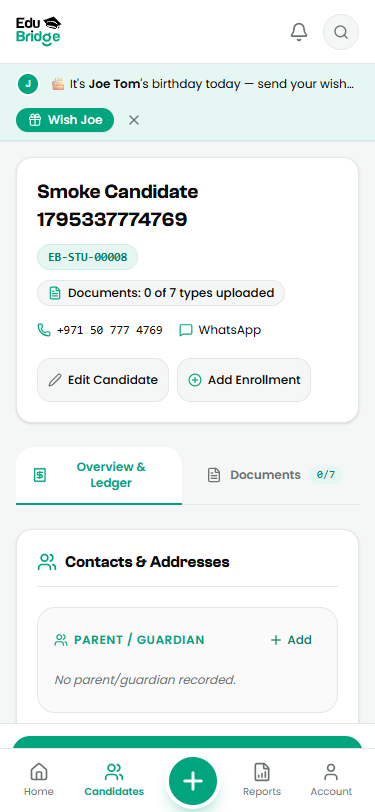 Edu
Bridge
J
It's Joe Tom's birthday today — send your wish...
Wish Joe
Smoke Candidate
1795337774769
EB-STU-00008
Documents: 0 of 7 types uploaded
+971 50 777 4769 WhatsApp
Edit Candidate Add Enrollment
Overview &
Ledger
Documents 0/7
Contacts & Addresses
PARENT / GUARDIAN + Add
No parent/guardian recorded.
Home Candidates Reports Account